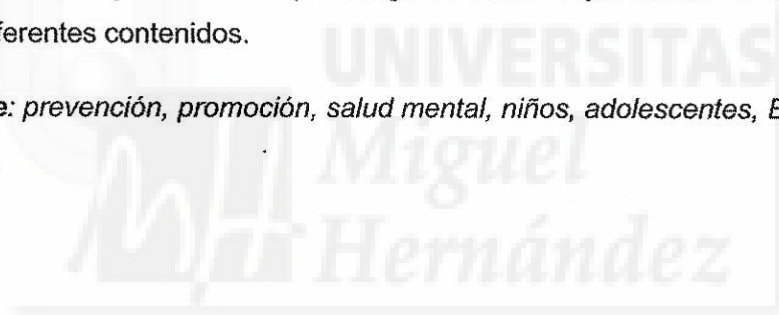 ferentes contenidos.
UNIVERSITAS
e: prevención, promoción, salud mental, niños, adolescentes, E
Miguel
Hernández